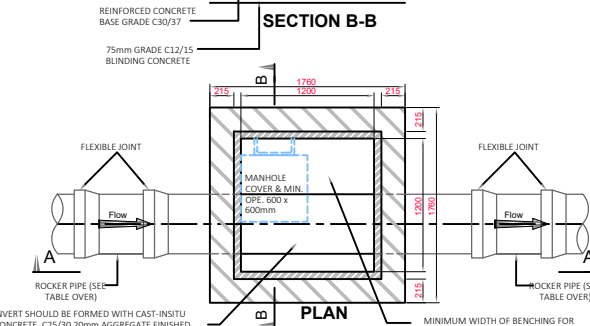 REINFORCED CONCRETE
BASE GRADE C30/37
SECTION B-B
75mm GRADE C12/15
BLINDING CONCRETE
B
1760
215
1200
215
215
FLEXIBLE JOINT
FLEXIBLE JOINT
MANHOLE
COVER & MIN.
OPE. 600 x
600mm
Flow
Flow
1200
1760
A
A
ROCKER PIPE (SEE
TABLE OVER)
ROCKER PIPE (S
TABLE OVER)
215
B
PLAN
NVERT SHOULD BE FORMED WITH CAST-INSITU
ONCRETE, C25/30 20mm AGGREGATE FINISHED
MINIMUM WIDTH OF BENCHING FOR